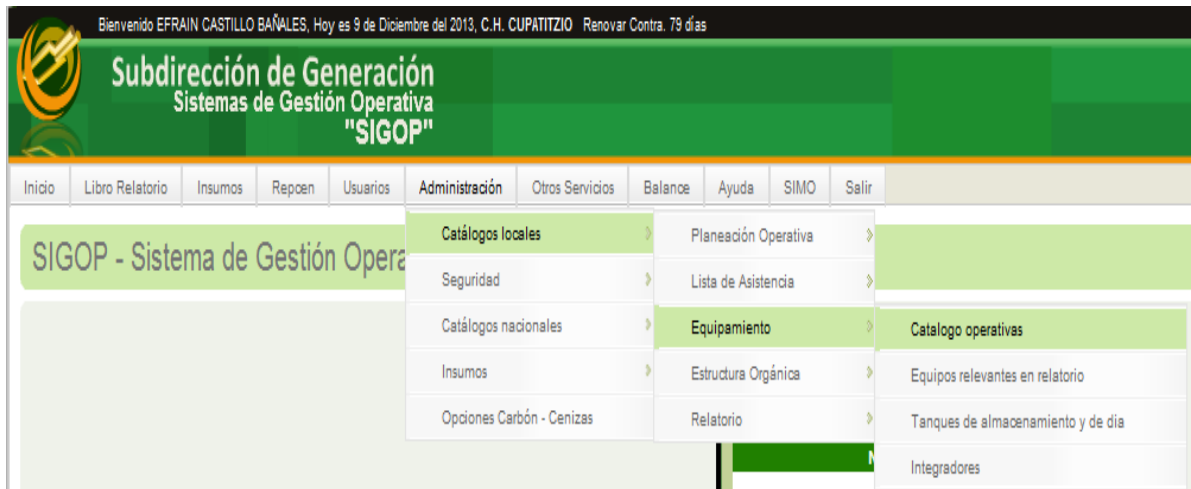 Bienvenido EFRAIN CASTILLO BAÑALES, Hoy es 9 de Diciembre del 2013, C.H. CUPATITZIO Renovar Contra. 79 días
Subdirección de Generación
Sistemas de Gestión Operativa
"SIGOP"
Inicio Libro Relatorio Insumos Repcen Usuarios Administración Otros Servicios Balance Ayuda SIMO Salir
SIGOP - Sistema de Gestión Opera
Catálogos locales
Seguridad
Catálogos nacionales
Insumos
Opciones Carbón - Cenizas
Planeación Operativa
Lista de Asistencia
Equipamiento
Estructura Orgánica
Relatorio
Catalogo operativas
Equipos relevantes en relatorio
Tanques de almacenamiento y de dia
Integradores